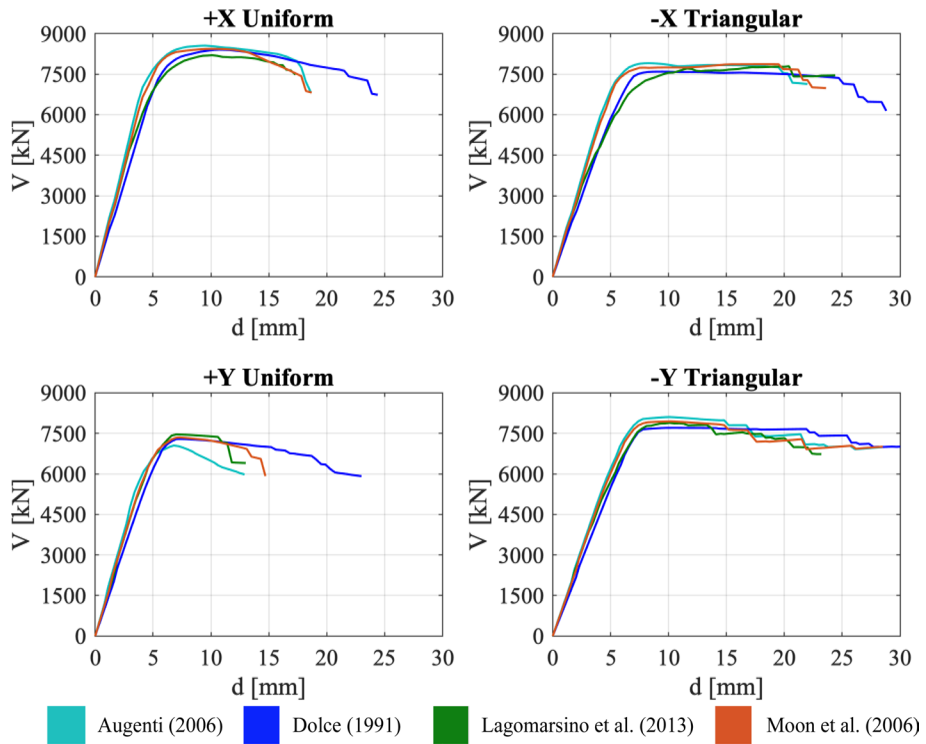 +X Uniform
9000
7500
6000
4500
3000
1500
0
V [kN]
0 5 10 15 20 25 30
d [mm]
-X Triangular
9000
7500
6000
4500
3000
1500
0
V [kN]
0 5 10 15 20 25 30
d [mm]
+Y Uniform
9000
7500
6000
4500
3000
1500
0
V [kN]
0 5 10 15 20 25 30
d [mm]
-Y Triangular
9000
7500
6000
4500
3000
1500
0
V [kN]
0 5 10 15 20 25 30
d [mm]
Augenti (2006) Dolce (1991) Lagomarsino et al. (2013) Moon et al. (2006)